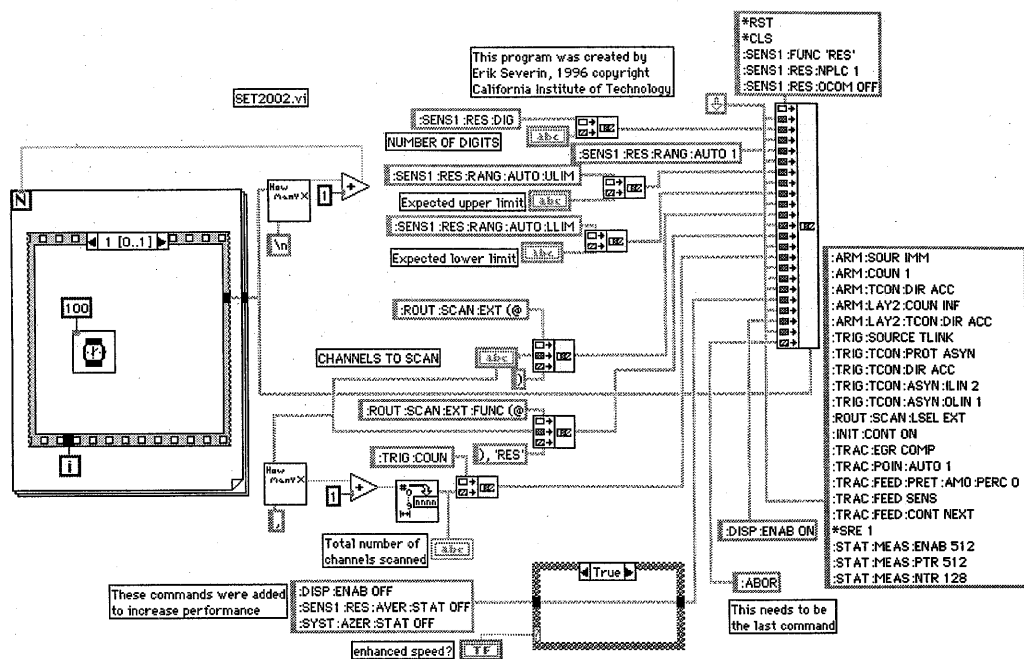 *RST
*CLS
:SENS1:FUNC 'RES'
:SENS1:RES:NPLC 1
:SENS1:RES:OCOM OFF
This program was created by
Erik Severin, 1996 copyright
California Institute of Technology
SET2002.vi
:SENS1:RES:DIG
abc
NUMBER OF DIGITS
:SENS1:RES:RANG:AUTO 1
:SENS1:RES:RANG:AUTO:ULIM
abc
Expected upper limit
:SENS1:RES:RANG:AUTO:LLIM
abc
Expected lower limit
N
How
Many X
1
+
\n
1 [0..1]
100
i
:ROUT:SCAN:EXT (@
CHANNELS TO SCAN
abc
)
:ROUT:SCAN:EXT:FUNC (@
), 'RES'
:TRIG:COUN
How
Many X
,
1
+
#
nnnn
Total number of
channels scanned
abc
:ARM:SOUR IMM
:ARM:COUN 1
:ARM:TCON:DIR ACC
:ARM:LAY2:COUN INF
:ARM:LAY2:TCON:DIR ACC
:TRIG:SOURCE TLINK
:TRIG:TCON:PROT ASYN
:TRIG:TCON:DIR ACC
:TRIG:TCON:ASYN:ILIN 2
:TRIG:TCON:ASYN:OLIN 1
:ROUT:SCAN:LSEL EXT
:INIT:CONT ON
:TRAC:EGR COMP
:TRAC:POIN:AUTO 1
:TRAC:FEED:PRET:AMO:PERC 0
:TRAC:FEED SENS
:TRAC:FEED:CONT NEXT
*SRE 1
:STAT:MEAS:ENAB 512
:STAT:MEAS:PTR 512
:STAT:MEAS:NTR 128
:DISP:ENAB ON
:ABOR
This needs to be
the last command
These commands were added
to increase performance
:DISP:ENAB OFF
:SENS1:RES:AVER:STAT OFF
:SYST:AZER:STAT OFF
True
enhanced speed?
TF